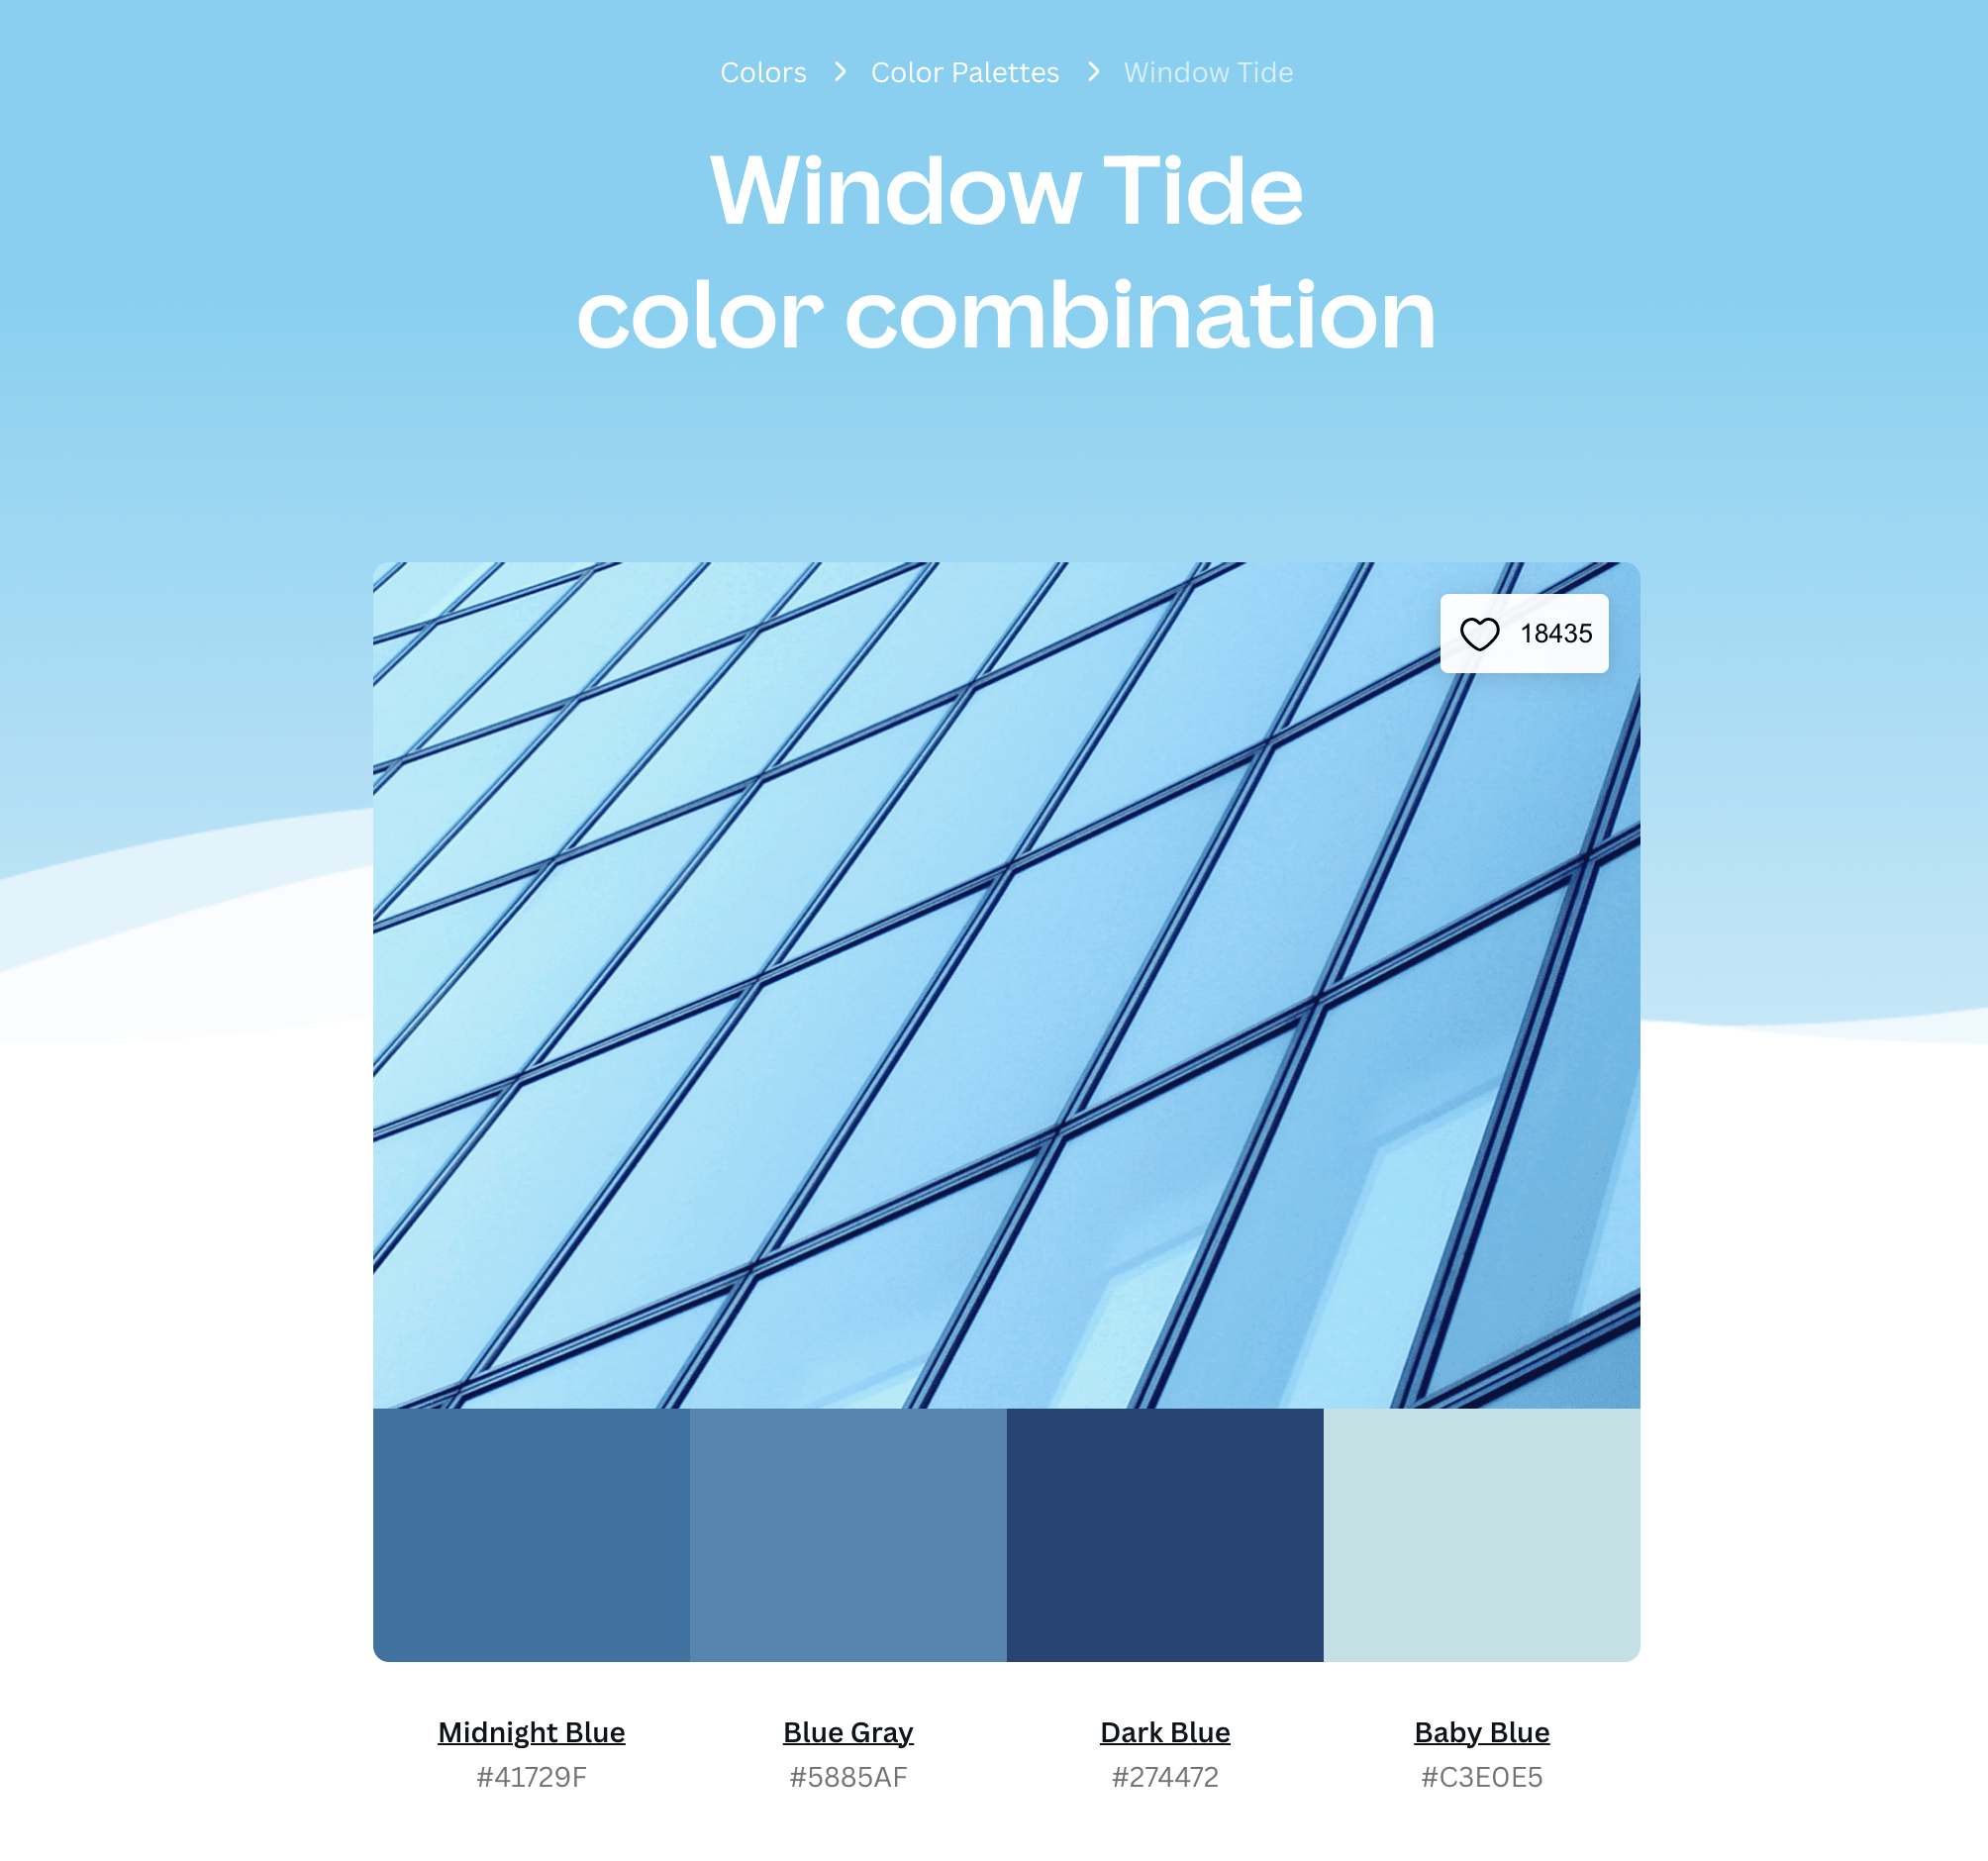 Colors > Color Palettes > Window Tide
Window Tide
color combination
18435
Midnight Blue
#41729F
Blue Gray
#5885AF
Dark Blue
#274472
Baby Blue
#C3E0E5